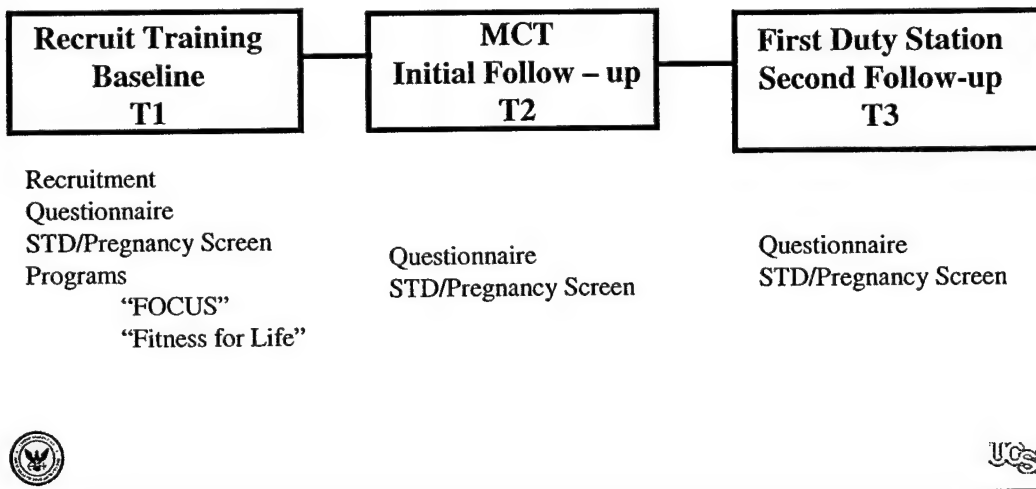 Recruit Training
Baseline
T1
MCT
Initial Follow – up
T2
First Duty Station
Second Follow-up
T3
Recruitment
Questionnaire
STD/Pregnancy Screen
Programs
“FOCUS”
“Fitness for Life”
Questionnaire
STD/Pregnancy Screen
Questionnaire
STD/Pregnancy Screen
UCS